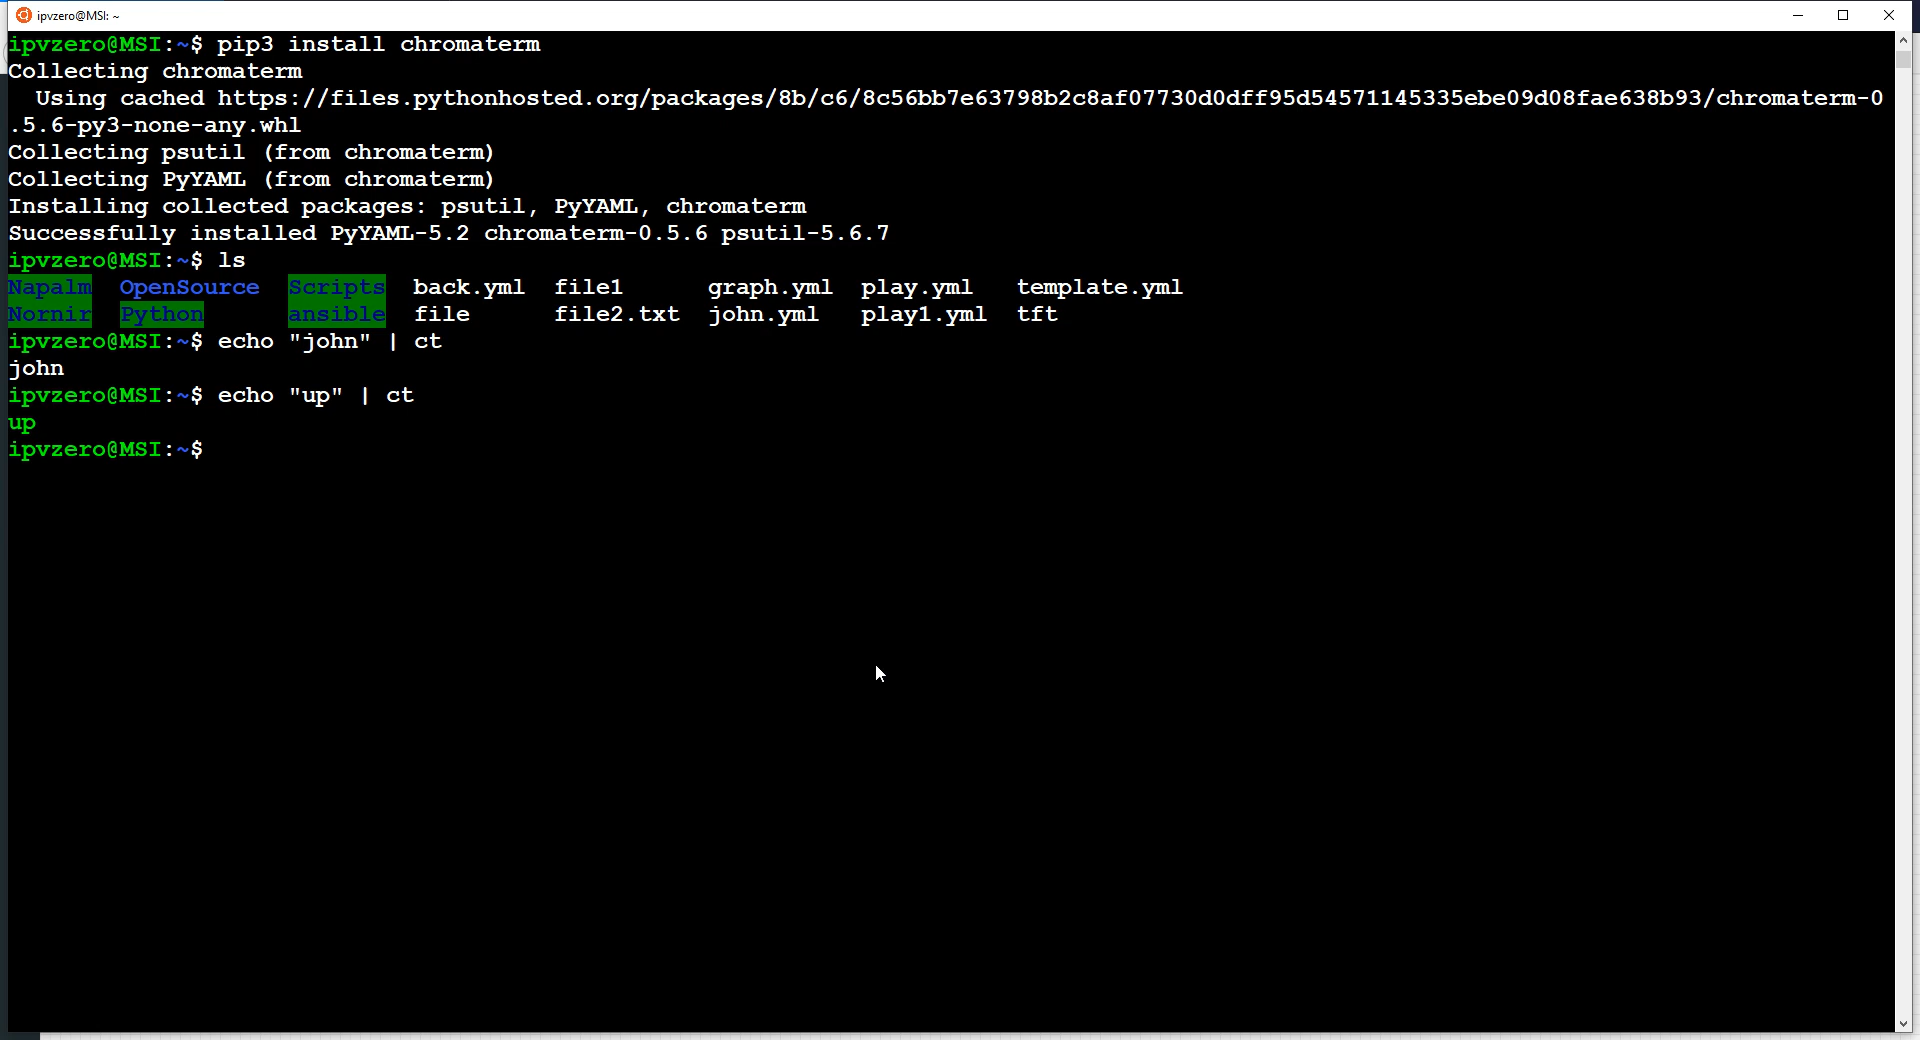 ipvzero@MSI: ~
ipvzero@MSI:~$ pip3 install chromaterm
Collecting chromaterm
  Using cached https://files.pythonhosted.org/packages/8b/c6/8c56bb7e63798b2c8af07730d0dff95d54571145335ebe09d08fae638b93/chromaterm-0
.5.6-py3-none-any.whl
Collecting psutil (from chromaterm)
Collecting PyYAML (from chromaterm)
Installing collected packages: psutil, PyYAML, chromaterm
Successfully installed PyYAML-5.2 chromaterm-0.5.6 psutil-5.6.7
ipvzero@MSI:~$ ls
Napalm  OpenSource  Scripts  back.yml  file1      graph.yml  play.yml   template.yml
Nornir  Python      ansible  file      file2.txt  john.yml   play1.yml  tft
ipvzero@MSI:~$ echo "john" | ct
john
ipvzero@MSI:~$ echo "up" | ct
up
ipvzero@MSI:~$